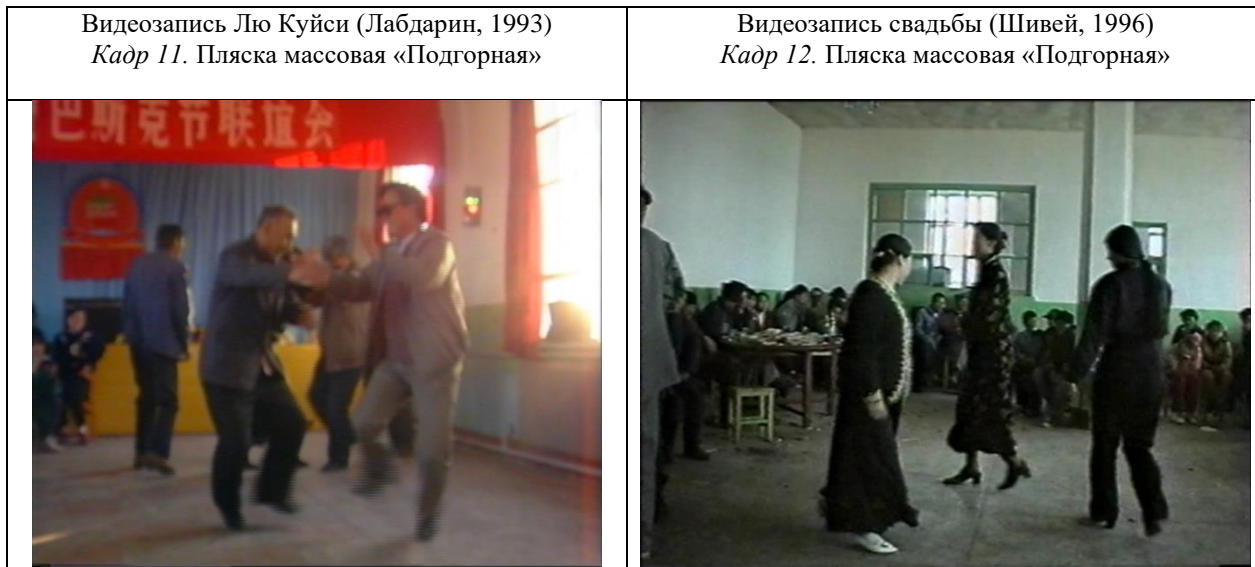 Видеозапись Лю Куйси (Лабдарин, 1993)
Кадр 11. Пляска массовая «Подгорная»
Видеозапись свадьбы (Шивей, 1996)
Кадр 12. Пляска массовая «Подгорная»
巴斯克节联谊会